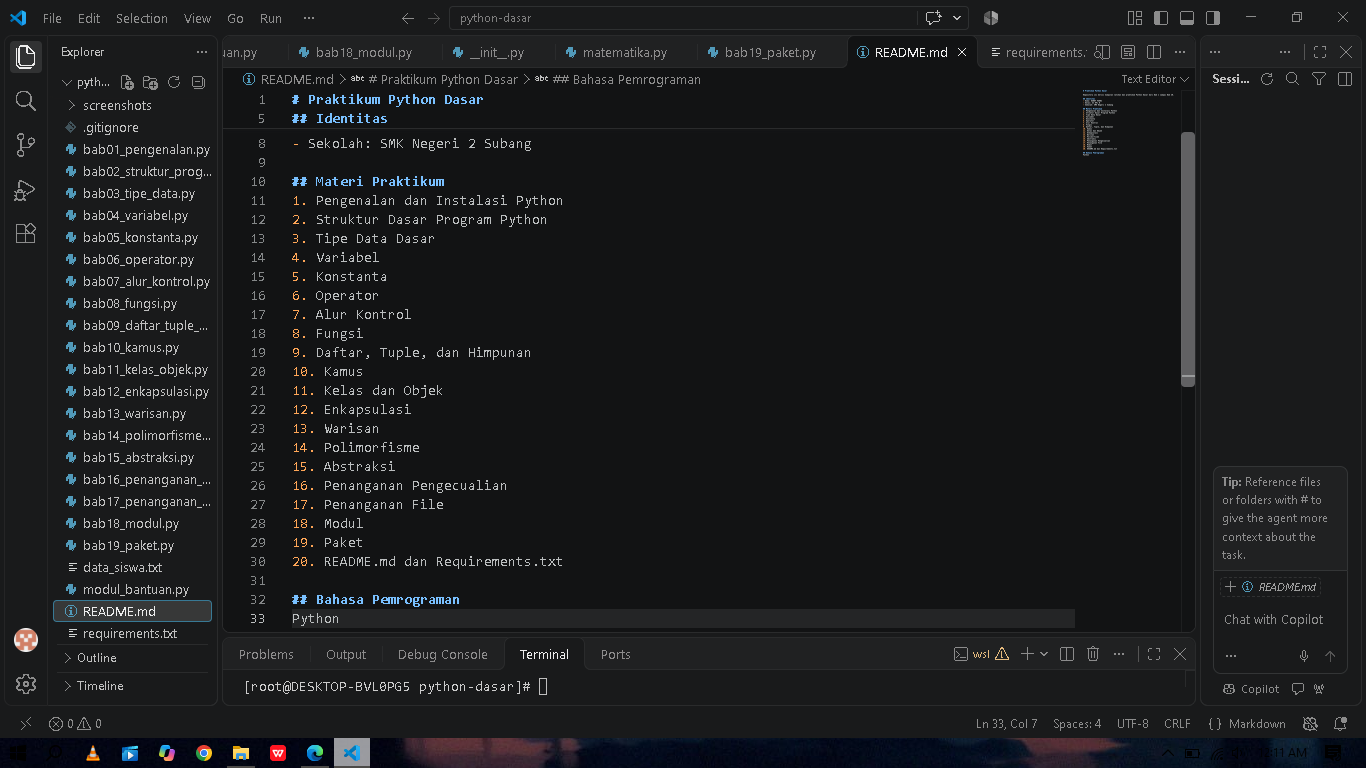 File Edit Selection View Go Run ··· python-dasar
Explorer ···
pyth...
screenshots
.gitignore
bab01_pengenalan.py
bab02_struktur_prog...
bab03_tipe_data.py
bab04_variabel.py
bab05_konstanta.py
bab06_operator.py
bab07_alur_kontrol.py
bab08_fungsi.py
bab09_daftar_tuple_...
bab10_kamus.py
bab11_kelas_objek.py
bab12_enkapsulasi.py
bab13_warisan.py
bab14_polimorfisme...
bab15_abstraksi.py
bab16_penanganan_...
bab17_penanganan_...
bab18_modul.py
bab19_paket.py
data_siswa.txt
modul_bantuan.py
README.md
requirements.txt
Outline
Timeline
uan.py bab18_modul.py __init__.py matematika.py bab19_paket.py README.md requirements.
README.md > # Praktikum Python Dasar > ## Bahasa Pemrograman Text Editor
1 # Praktikum Python Dasar
5 ## Identitas
8 - Sekolah: SMK Negeri 2 Subang
9
10 ## Materi Praktikum
11 1. Pengenalan dan Instalasi Python
12 2. Struktur Dasar Program Python
13 3. Tipe Data Dasar
14 4. Variabel
15 5. Konstanta
16 6. Operator
17 7. Alur Kontrol
18 8. Fungsi
19 9. Daftar, Tuple, dan Himpunan
20 10. Kamus
21 11. Kelas dan Objek
22 12. Enkapsulasi
23 13. Warisan
24 14. Polimorfisme
25 15. Abstraksi
26 16. Penanganan Pengecualian
27 17. Penanganan File
28 18. Modul
29 19. Paket
30 20. README.md dan Requirements.txt
31
32 ## Bahasa Pemrograman
33 Python
Problems Output Debug Console Terminal Ports wsl
[root@DESKTOP-BVL0PG5 python-dasar]#
Sessi...
Tip: Reference files
or folders with # to
give the agent more
context about the
task.
README.md
Chat with Copilot
Copilot
0 0 Ln 33, Col 7 Spaces: 4 UTF-8 CRLF {} Markdown